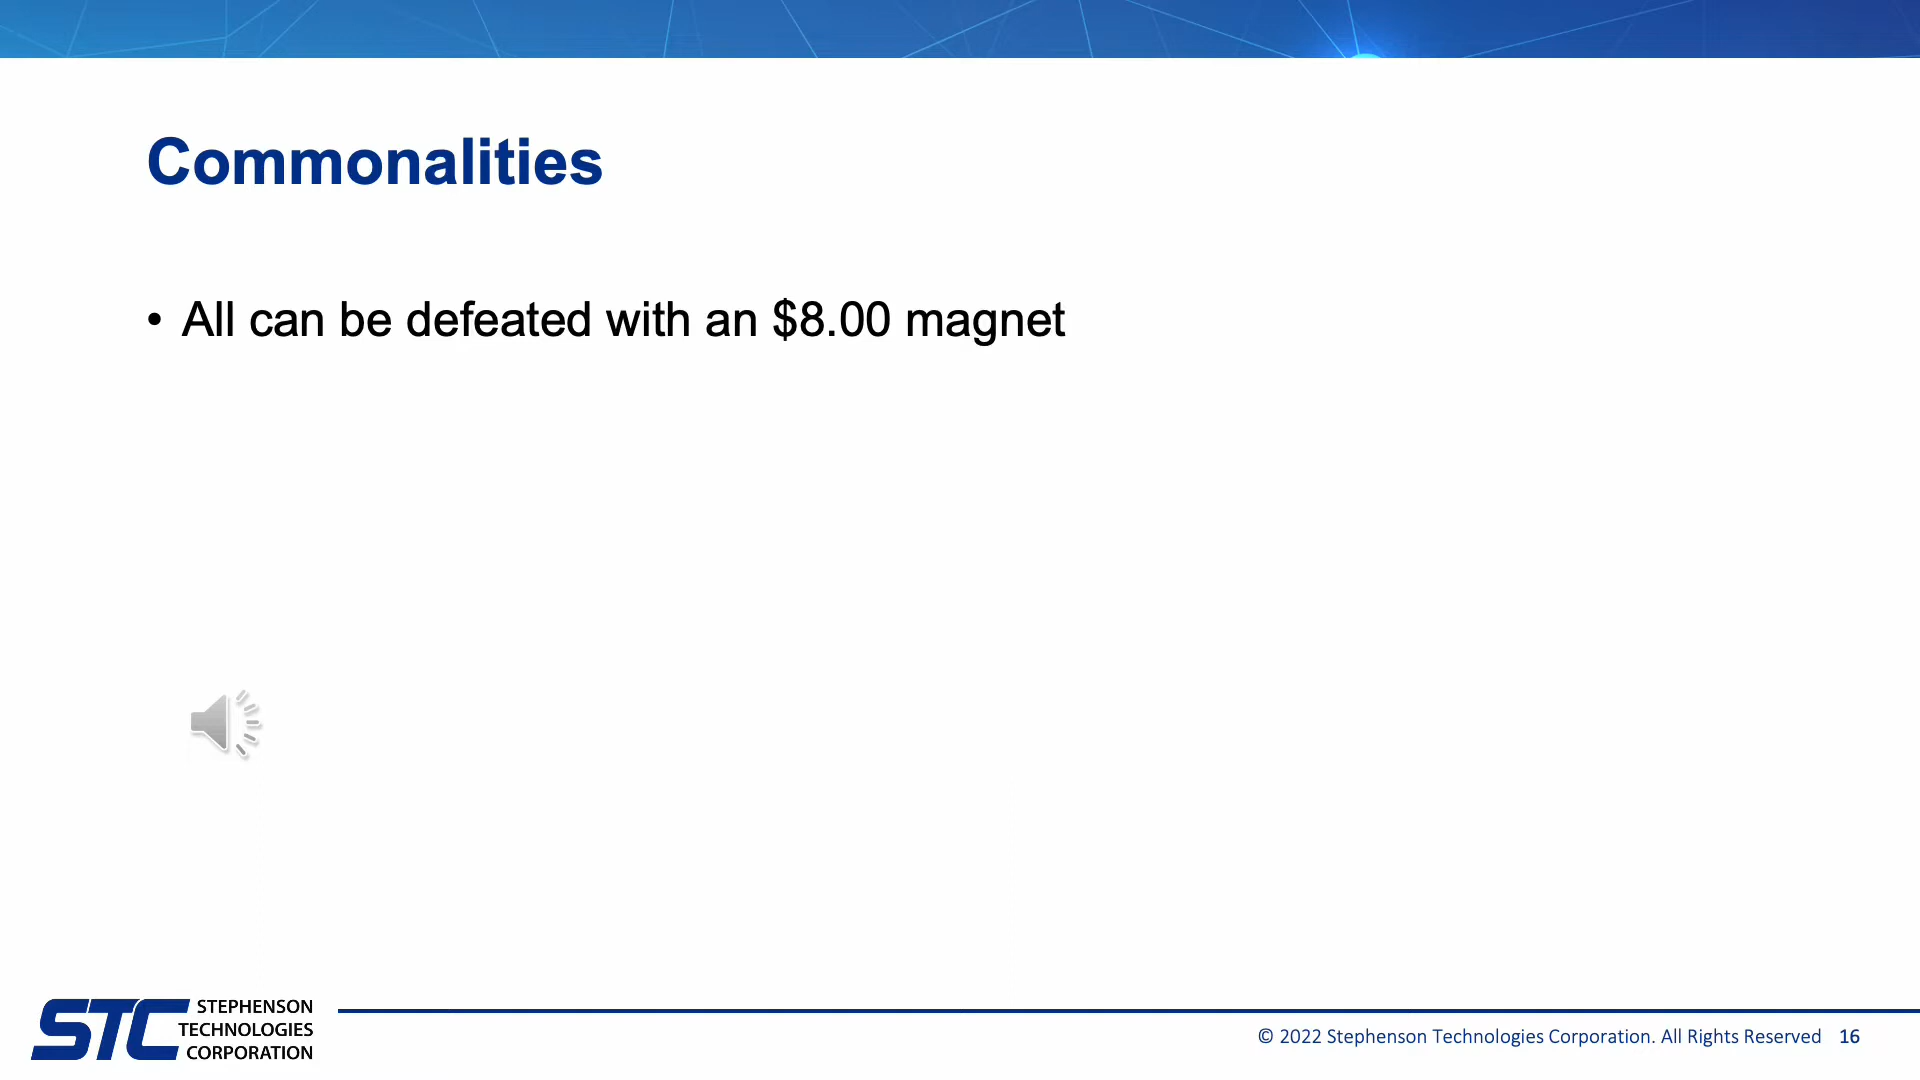 Commonalities
• All can be defeated with an $8.00 magnet
STC
STEPHENSON
TECHNOLOGIES
CORPORATION
© 2022 Stephenson Technologies Corporation. All Rights Reserved 16